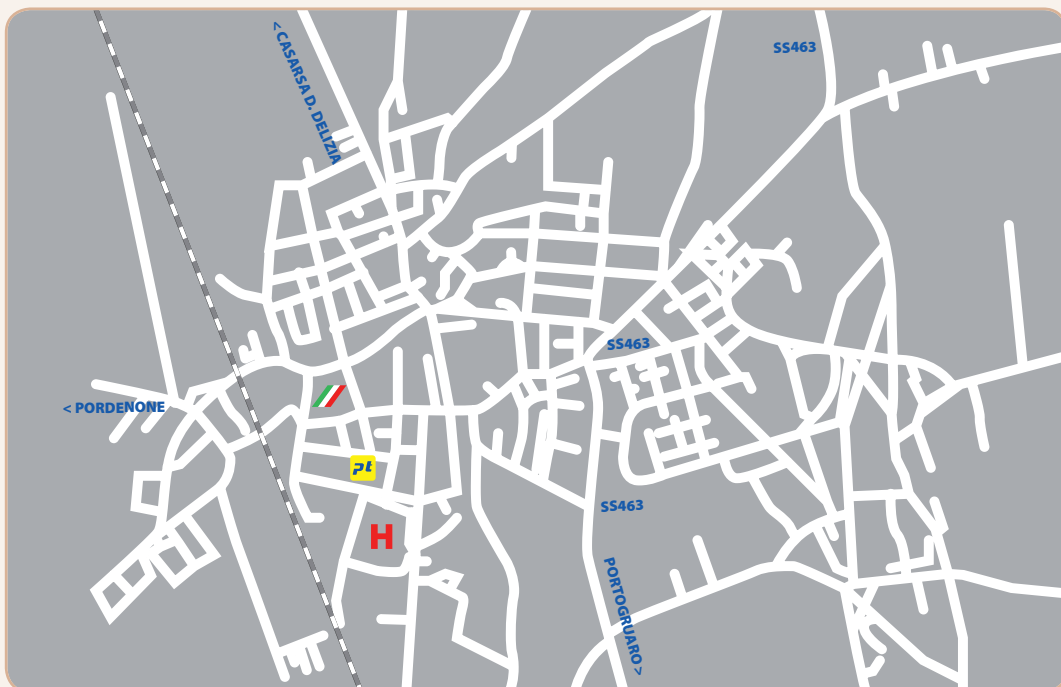 < CASARSA D. DELIZIA
SS463
SS463
< PORDENONE
pt
SS463
H
PORTOGRUARO >